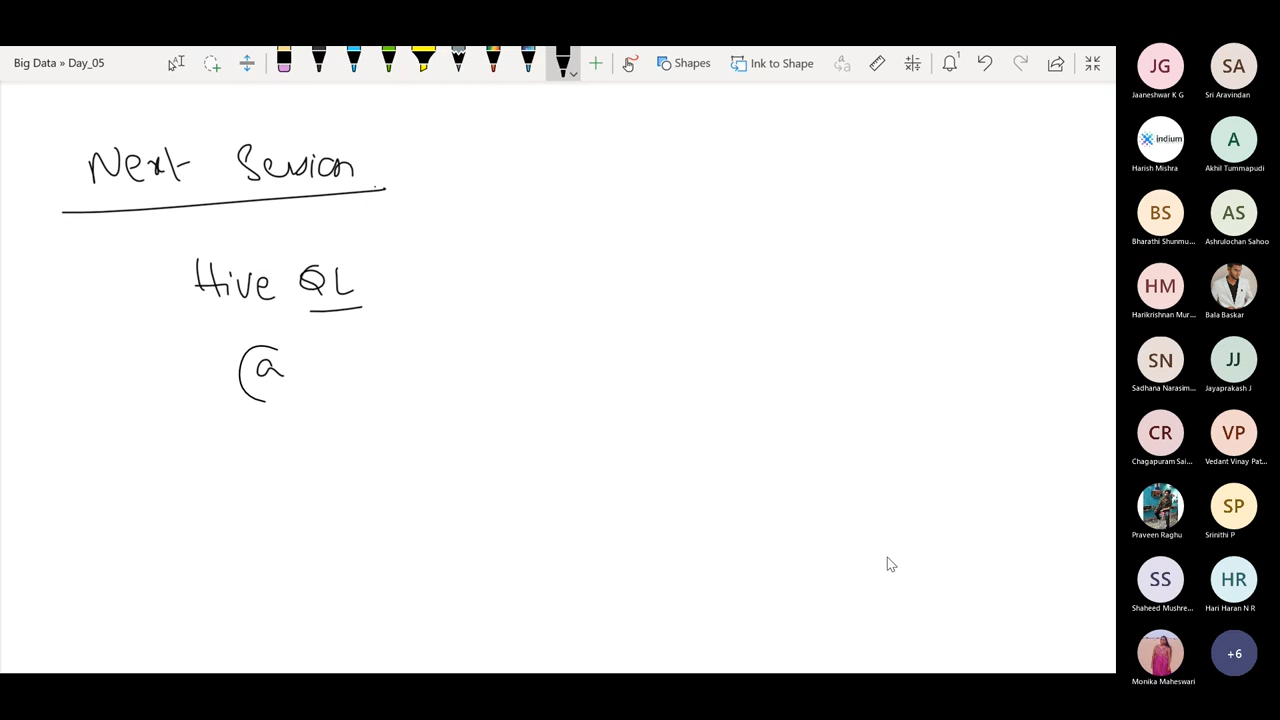 Big Data » Day_05
Shapes
Ink to Shape
Next Session
Hive QL
(a
JG
SA
Jaaneshwar K G
Sri Aravindan
indium
A
Harish Mishra
Akhil Tummapudi
BS
AS
Bharathi Shunmu...
Ashrulochan Sahoo
HM
Harikrishnan Mur...
Bala Baskar
SN
JJ
Sadhana Narasim...
Jayaprakash J
CR
VP
Chagapuram Sai...
Vedant Vinay Pat...
SP
Praveen Raghu
Srinithi P
SS
HR
Shaheed Mushre...
Hari Haran N R
+6
Monika Maheswari